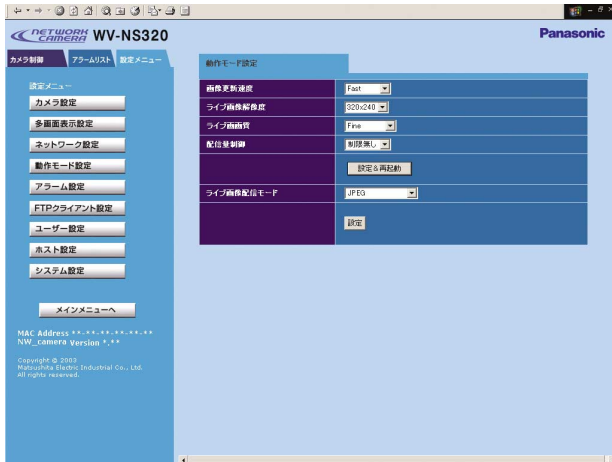 NETWORK CAMERA WV-NS320
Panasonic
カメラ制御 アラームリスト 設定メニュー
動作モード設定
設定メニュー
カメラ設定
多画面表示設定
ネットワーク設定
動作モード設定
アラーム設定
FTPクライアント設定
ユーザー設定
ホスト設定
システム設定
メインメニューへ
MAC Address **-**-**-**-**-**
NW_camera Version *.**
Copyright © 2003
Matsushita Electric Industrial Co., Ltd.
All rights reserved.
画像更新速度 Fast
ライブ画像解像度 320x240
ライブ画画質 Fine
配信量制御 制限無し
設定&再起動
ライブ画像配信モード JPEG
設定